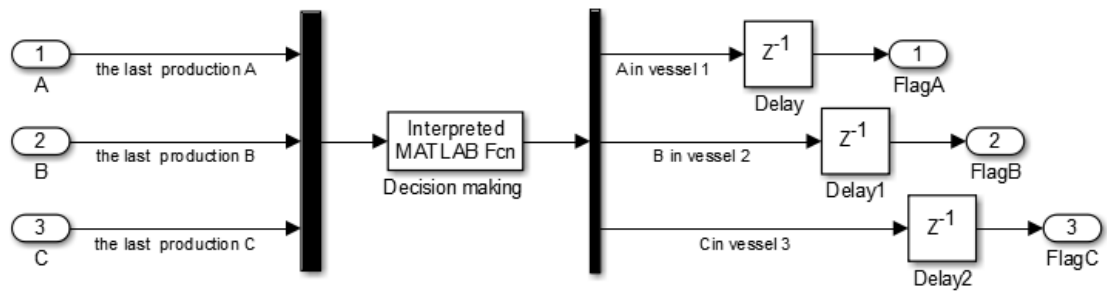 1
the last production A
A
2
the last production B
B
3
the last production C
C
Interpreted
MATLAB Fcn
Decision making
A in vessel 1
Z-1
Delay
1
FlagA
B in vessel 2
Z-1
Delay1
2
FlagB
C in vessel 3
Z-1
Delay2
3
FlagC